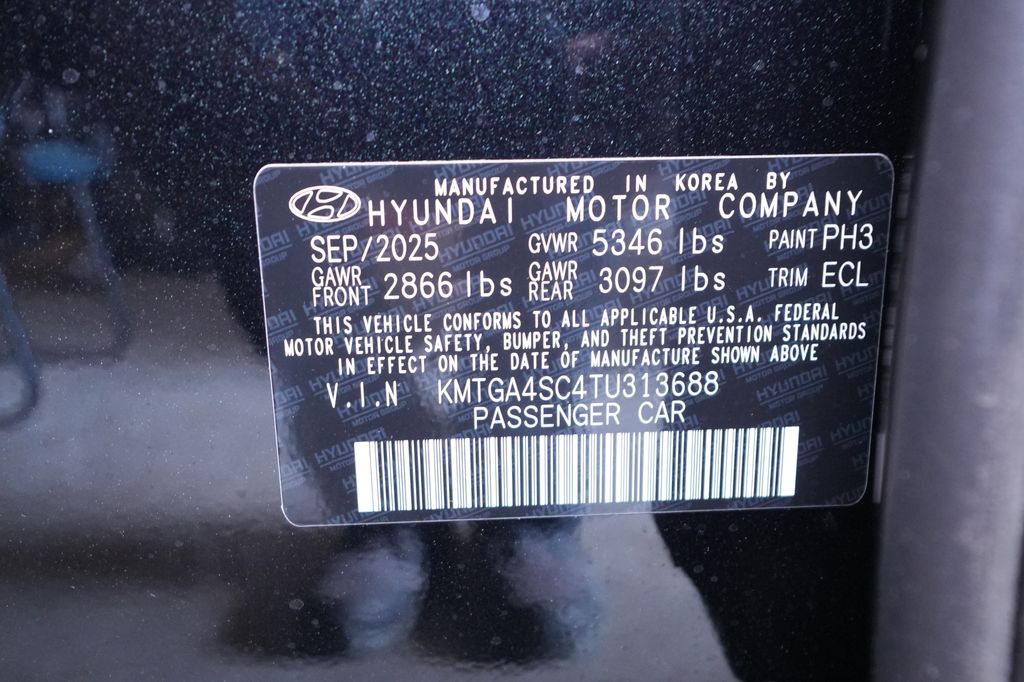 MANUFACTURED IN KOREA BY
HYUNDAI MOTOR COMPANY
SEP/2025 GVWR 5346 lbs PAINT PH3
GAWR FRONT 2866 lbs GAWR REAR 3097 lbs TRIM ECL
THIS VEHICLE CONFORMS TO ALL APPLICABLE U.S.A. FEDERAL
MOTOR VEHICLE SAFETY, BUMPER, AND THEFT PREVENTION STANDARDS
IN EFFECT ON THE DATE OF MANUFACTURE SHOWN ABOVE
V.I.N KMTGA4SC4TU313688
PASSENGER CAR